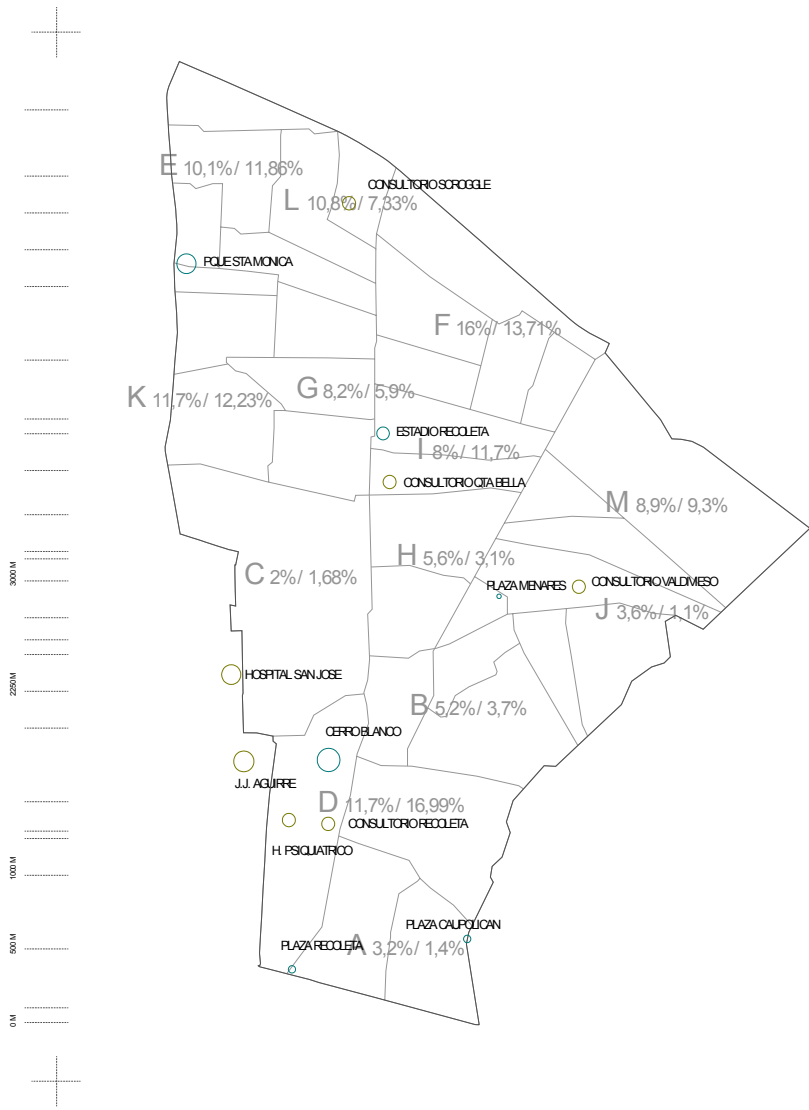 E 10,1% / 11,86%
CONSULTORIO SCROGGLE
L 10,8% / 7,33%
PQUE STA MONICA
F 16% / 13,71%
G 8,2% / 5,9%
K 11,7% / 12,23%
ESTADIO RECOLETA
I 8% / 11,7%
CONSULTORIO QTA BELLA
M 8,9% / 9,3%
H 5,6% / 3,1%
3000 M
C 2% / 1,68%
PLAZA MENARES
CONSULTORIO VALDIVIESO
J 3,6% / 1,1%
HOSPITAL SAN JOSE
2250 M
B 5,2% / 3,7%
CERRO BLANCO
J.J. AGUIRRE
D 11,7% / 16,99%
CONSULTORIO RECOLETA
H. PSIQUIATRICO
1000 M
PLAZA CAUPOLICAN
PLAZA RECOLETA
A 3,2% / 1,4%
500 M
0 M